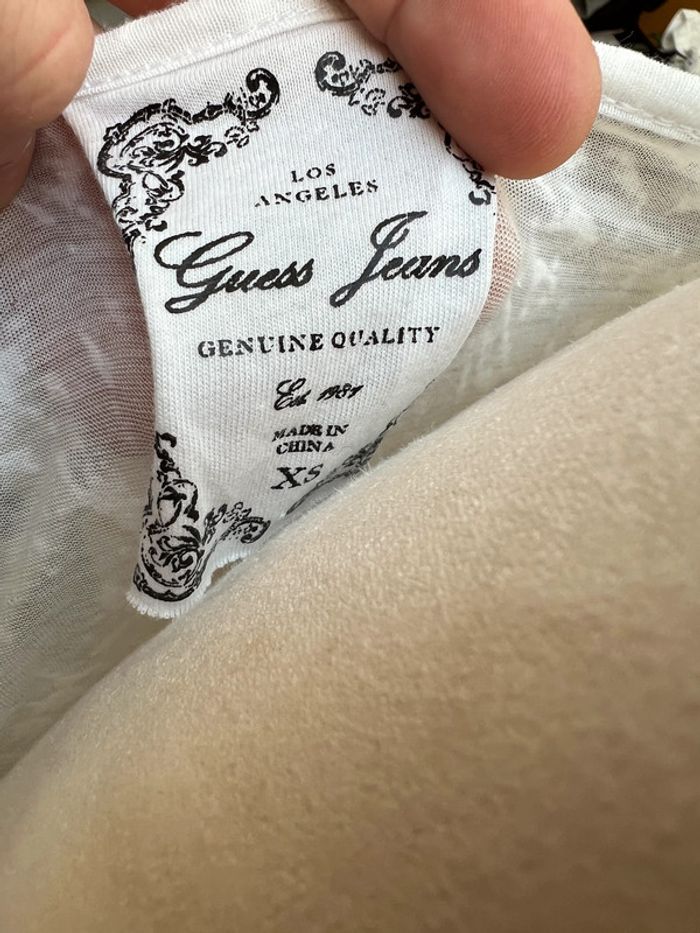 LOS
ANGELES
Guess Jeans
GENUINE QUALITY
Est. 1981
MADE IN
CHINA
XS